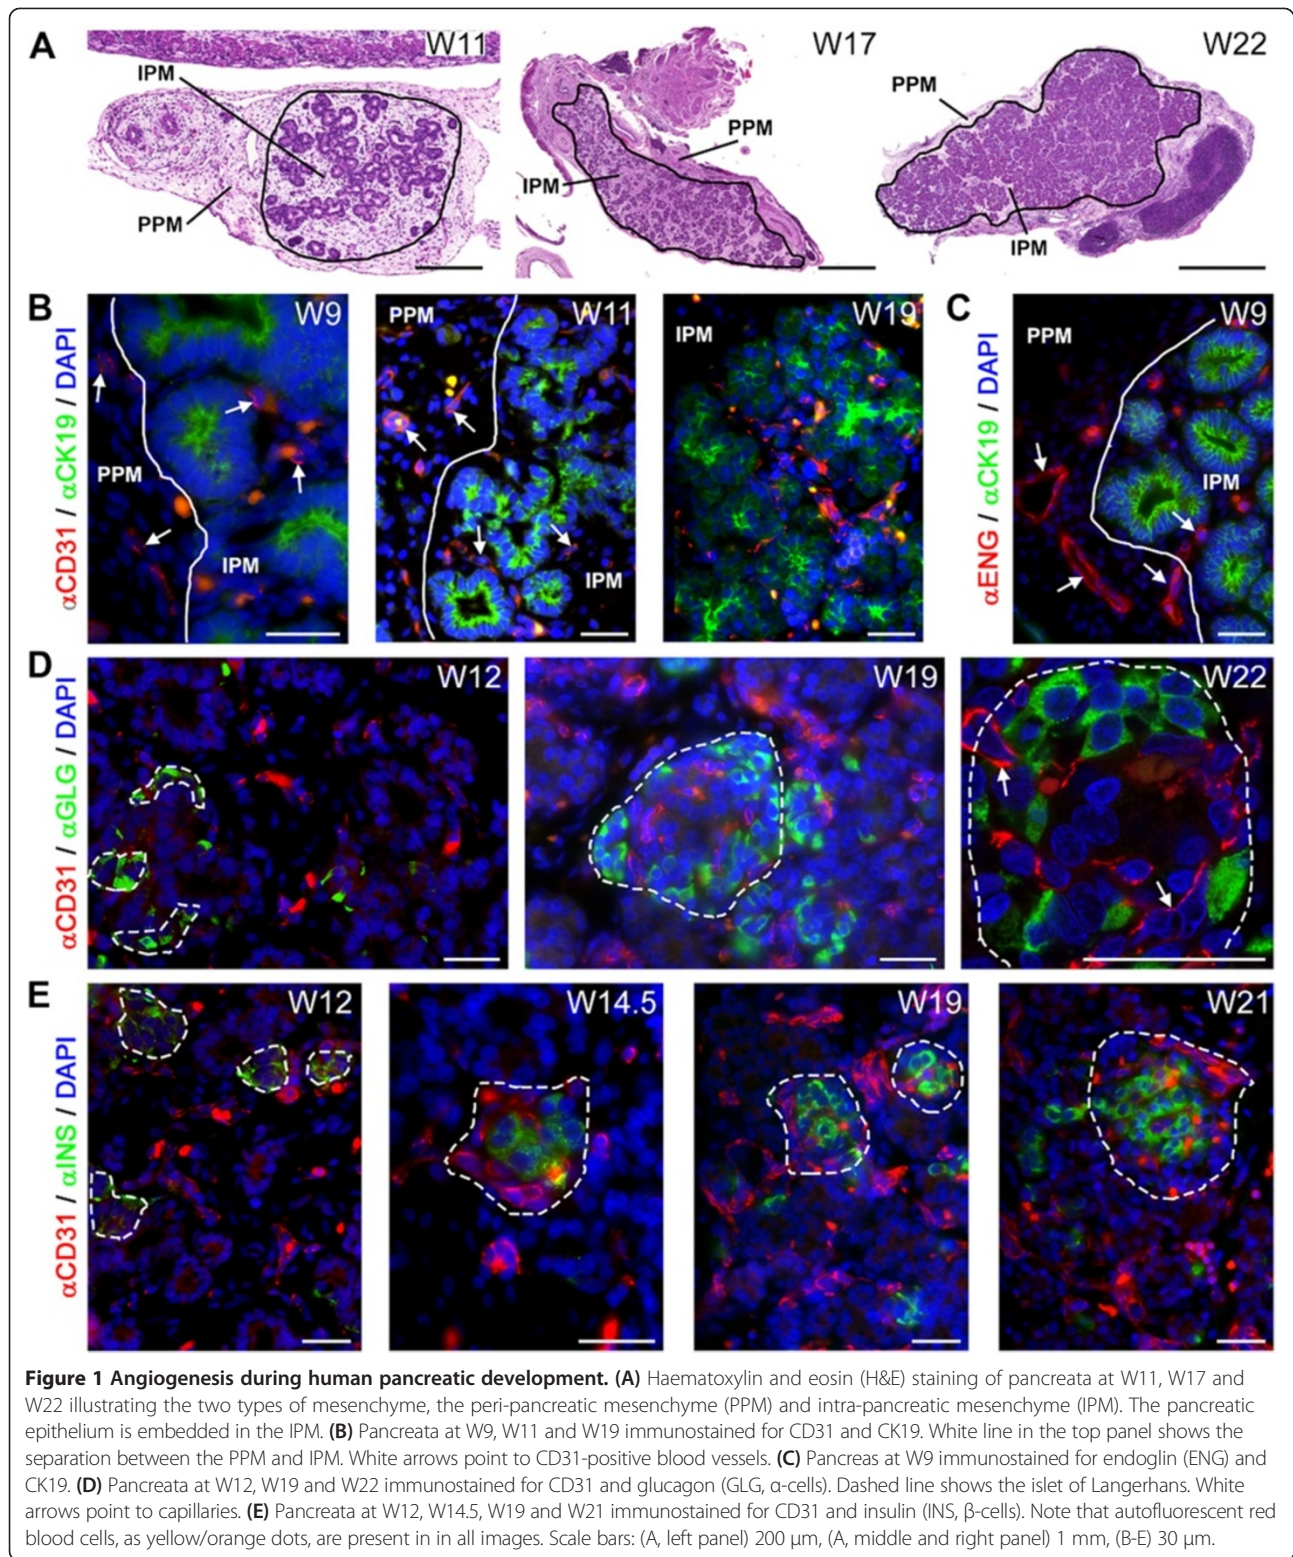 A
W11
IPM
PPM
W17
PPM
IPM
W22
PPM
IPM
B
αCD31 / αCK19 / DAPI
W9
PPM
IPM
PPM
W11
IPM
IPM
W19
C
αENG / αCK19 / DAPI
W9
PPM
IPM
D
αCD31 / αGLG / DAPI
W12
W19
W22
E
αCD31 / αINS / DAPI
W12
W14.5
W19
W21
Figure 1 Angiogenesis during human pancreatic development. (A) Haematoxylin and eosin (H&E) staining of pancreata at W11, W17 and
W22 illustrating the two types of mesenchyme, the peri-pancreatic mesenchyme (PPM) and intra-pancreatic mesenchyme (IPM). The pancreatic
epithelium is embedded in the IPM. (B) Pancreata at W9, W11 and W19 immunostained for CD31 and CK19. White line in the top panel shows the
separation between the PPM and IPM. White arrows point to CD31-positive blood vessels. (C) Pancreas at W9 immunostained for endoglin (ENG) and
CK19. (D) Pancreata at W12, W19 and W22 immunostained for CD31 and glucagon (GLG, α-cells). Dashed line shows the islet of Langerhans. White
arrows point to capillaries. (E) Pancreata at W12, W14.5, W19 and W21 immunostained for CD31 and insulin (INS, β-cells). Note that autofluorescent red
blood cells, as yellow/orange dots, are present in in all images. Scale bars: (A, left panel) 200 μm, (A, middle and right panel) 1 mm, (B-E) 30 μm.